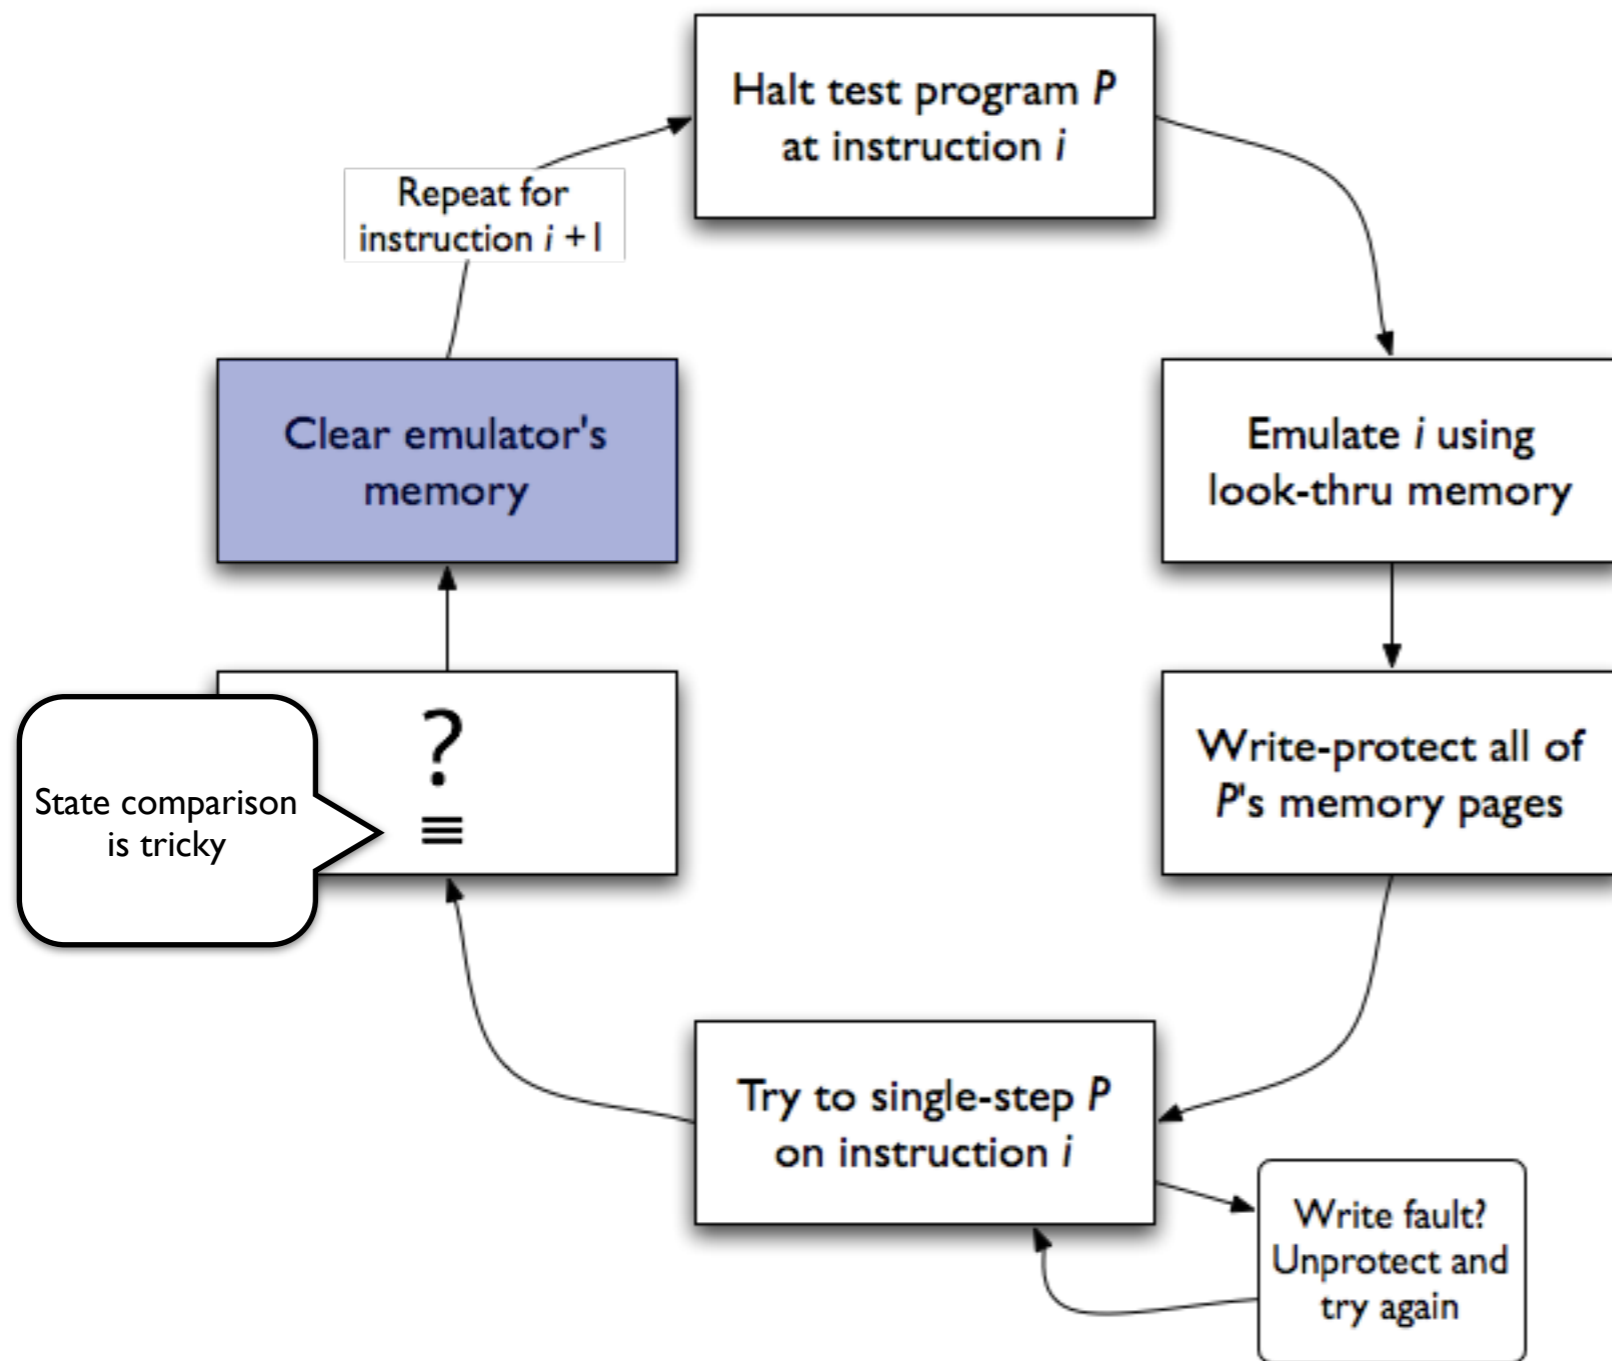 Halt test program P
at instruction i
Repeat for
instruction i +1
Clear emulator's
memory
Emulate i using
look-thru memory
?
≡
State comparison
is tricky
Write-protect all of
P's memory pages
Try to single-step P
on instruction i
Write fault?
Unprotect and
try again